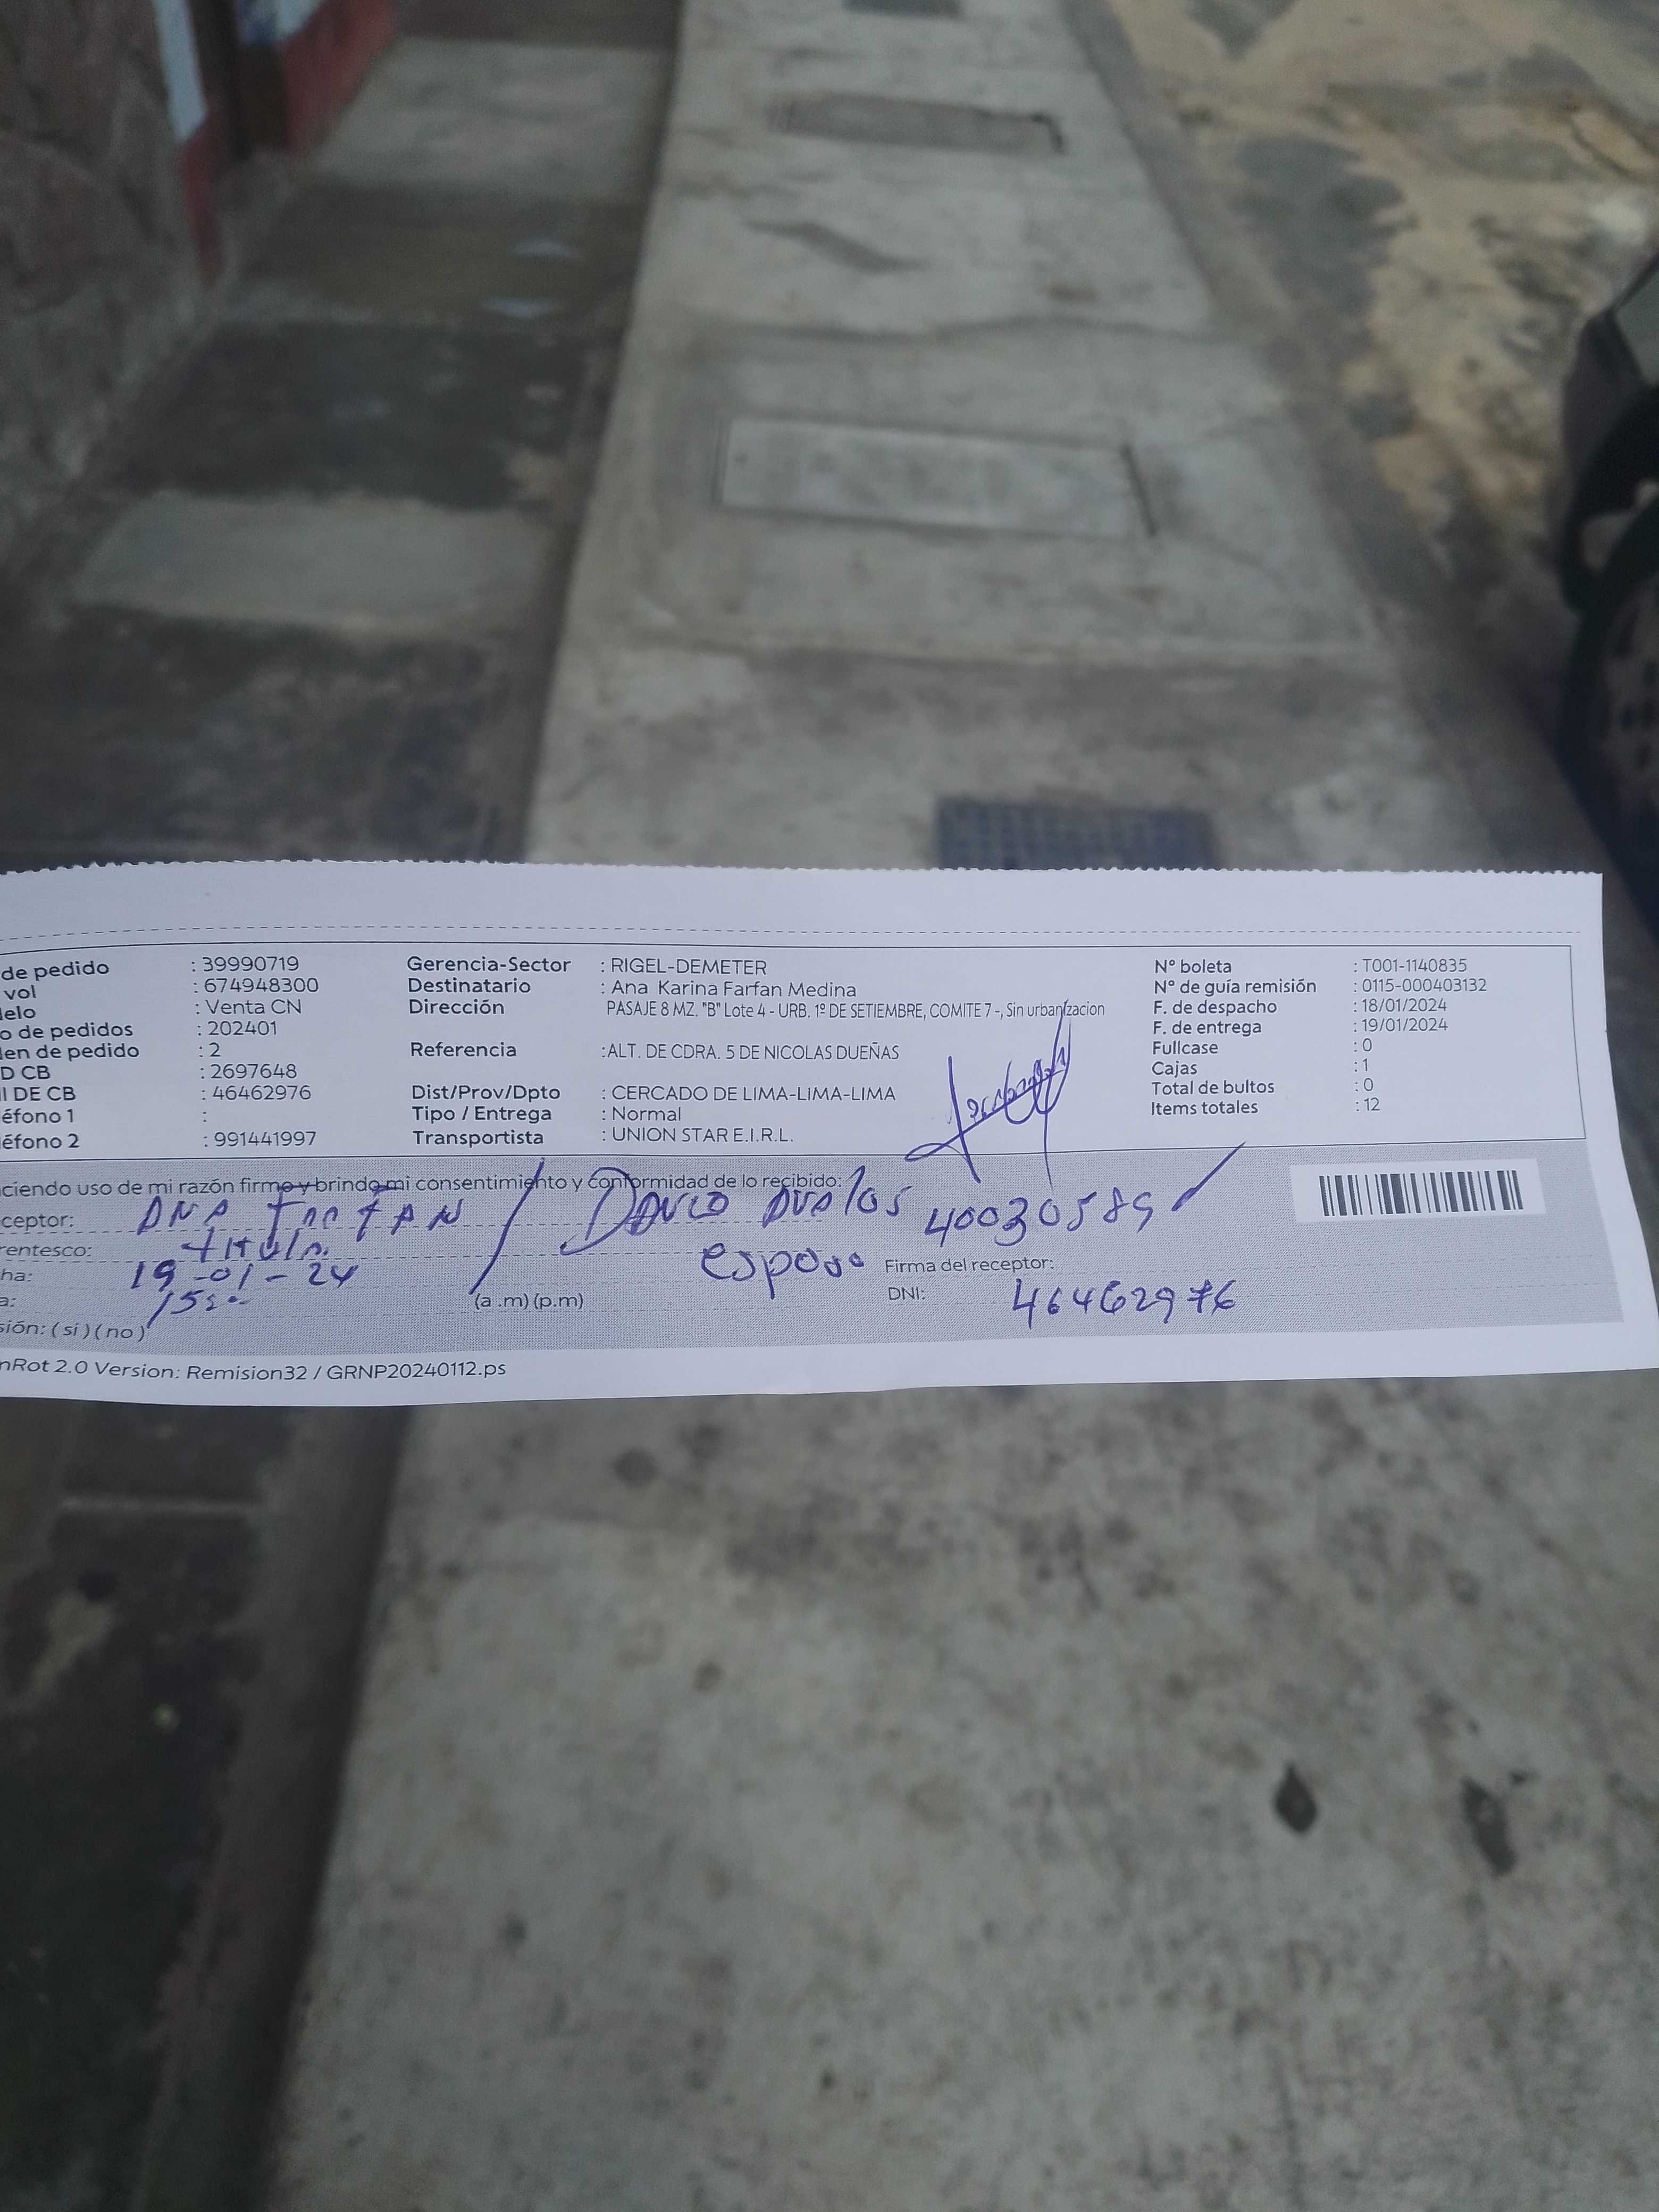 de pedido : 39990719 Gerencia-Sector : RIGEL-DEMETER Nº boleta : T001-1140835
vol : 674948300 Destinatario : Ana Karina Farfan Medina Nº de guía remisión : 0115-000403132
elo : Venta CN Dirección PASAJE 8 MZ. "B" Lote 4 - URB. 1º DE SETIEMBRE, COMITE 7 -, Sin urbanizacion F. de despacho : 18/01/2024
o de pedidos : 202401 F. de entrega : 19/01/2024
en de pedido : 2 Referencia : ALT. DE CDRA. 5 DE NICOLAS DUEÑAS Fullcase : 0
D CB : 2697648 Cajas : 1
I DE CB : 46462976 Dist/Prov/Dpto : CERCADO DE LIMA-LIMA-LIMA Total de bultos : 0
éfono 1 : Tipo / Entrega : Normal Items totales : 12
éfono 2 : 991441997 Transportista : UNION STAR E.I.R.L.
ciendo uso de mi razón firmo y brindo mi consentimiento y conformidad de lo recibido:
ceptor: ANA FARFAN / Davalos 40030589
rentesco: titular esposo Firma del receptor:
ha: 19-01-24 DNI: 46462976
a: (a .m) (p.m)
sión: ( si ) ( no )
nRot 2.0 Version: Remision32 / GRNP20240112.ps